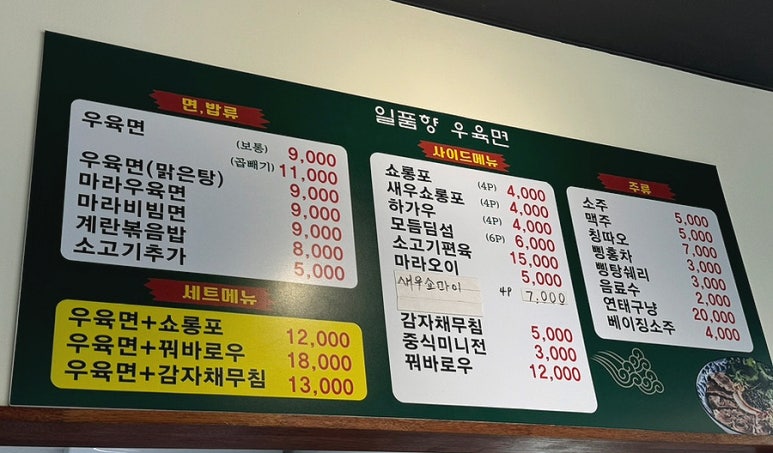 일품향 우육면
면,밥류
우육면 (보통) 9,000
(곱빼기) 11,000
우육면(맑은탕) 9,000
마라우육면 9,000
마라비빔면 9,000
계란볶음밥 8,000
소고기추가 5,000
세트메뉴
우육면+쇼롱포 12,000
우육면+꿔바로우 18,000
우육면+감자채무침 13,000
사이드메뉴
쇼롱포 (4P) 4,000
새우쇼롱포 (4P) 4,000
하가우 (4P) 4,000
모듬딤섬 (6P) 6,000
소고기편육 15,000
마라오이 5,000
새우춘마이 4P 7,000
감자채무침 5,000
중식미니전 3,000
꿔바로우 12,000
주류
소주 5,000
맥주 5,000
칭따오 7,000
삥홍차 3,000
삥탕쉐리 3,000
음료수 2,000
연태구냥 20,000
베이징소주 4,000